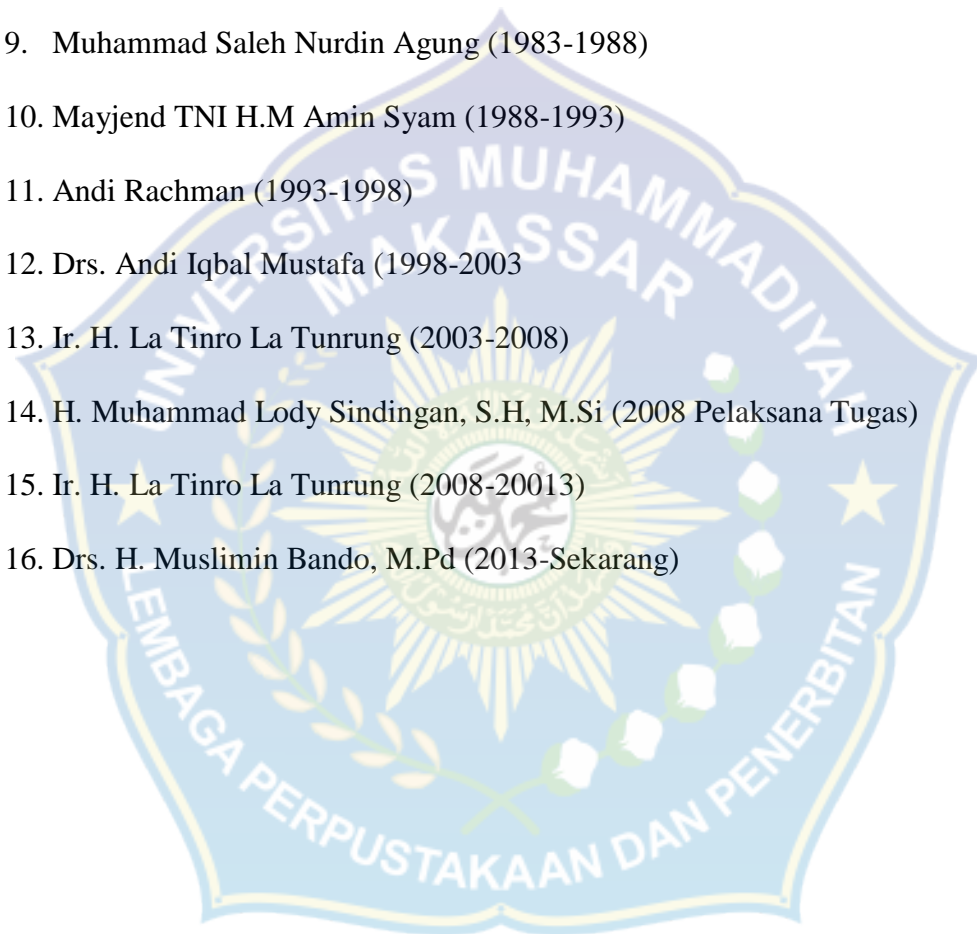 9. Muhammad Saleh Nurdin Agung (1983-1988)
10. Mayjend TNI H.M Amin Syam (1988-1993)
11. Andi Rachman (1993-1998)
12. Drs. Andi Iqbal Mustafa (1998-2003
13. Ir. H. La Tinro La Tunrung (2003-2008)
14. H. Muhammad Lody Sindingan, S.H, M.Si (2008 Pelaksana Tugas)
15. Ir. H. La Tinro La Tunrung (2008-20013)
16. Drs. H. Muslimin Bando, M.Pd (2013-Sekarang)
UNIVERSITAS MUHAMMADIYAH
MAKASSAR
LEMBAGA PERPUSTAKAAN DAN PENERBITAN